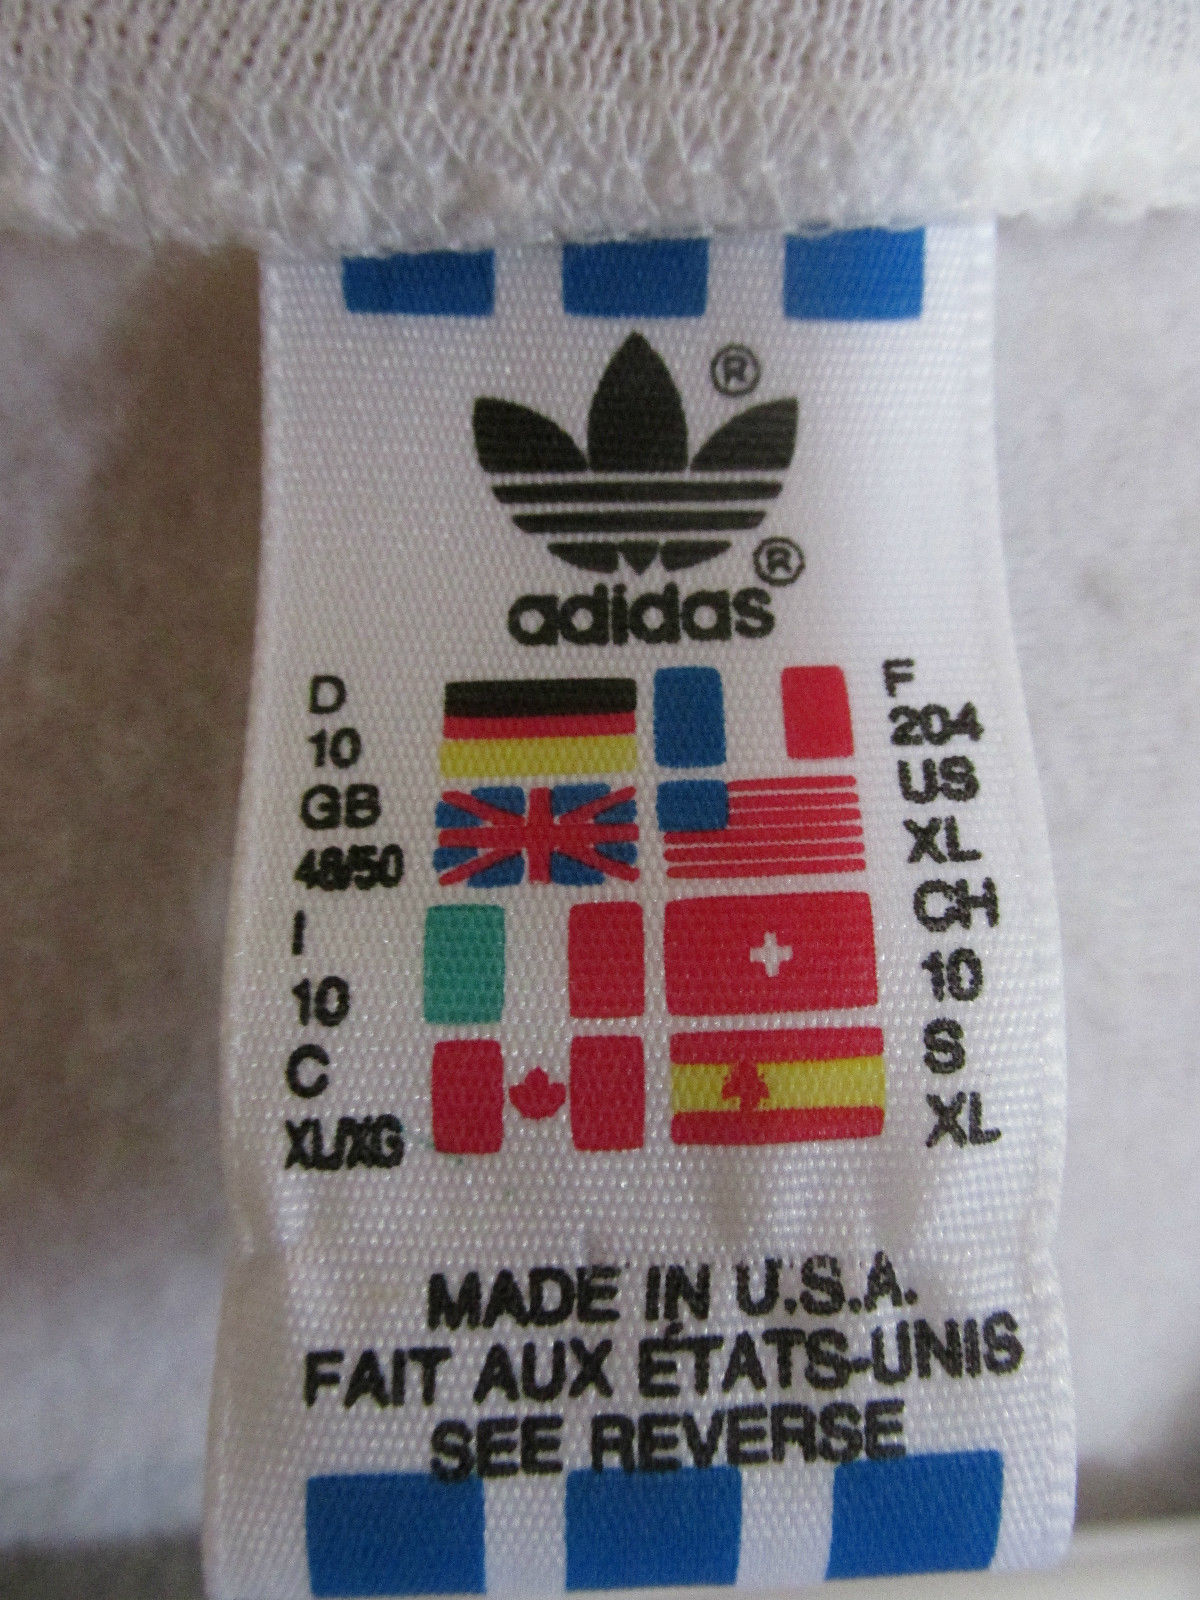 ®
®
adidas
D
10
GB
48/50
I
10
C
XL/XG
F
204
US
XL
CH
10
S
XL
MADE IN U.S.A.
FAIT AUX ÉTATS-UNIS
SEE REVERSE